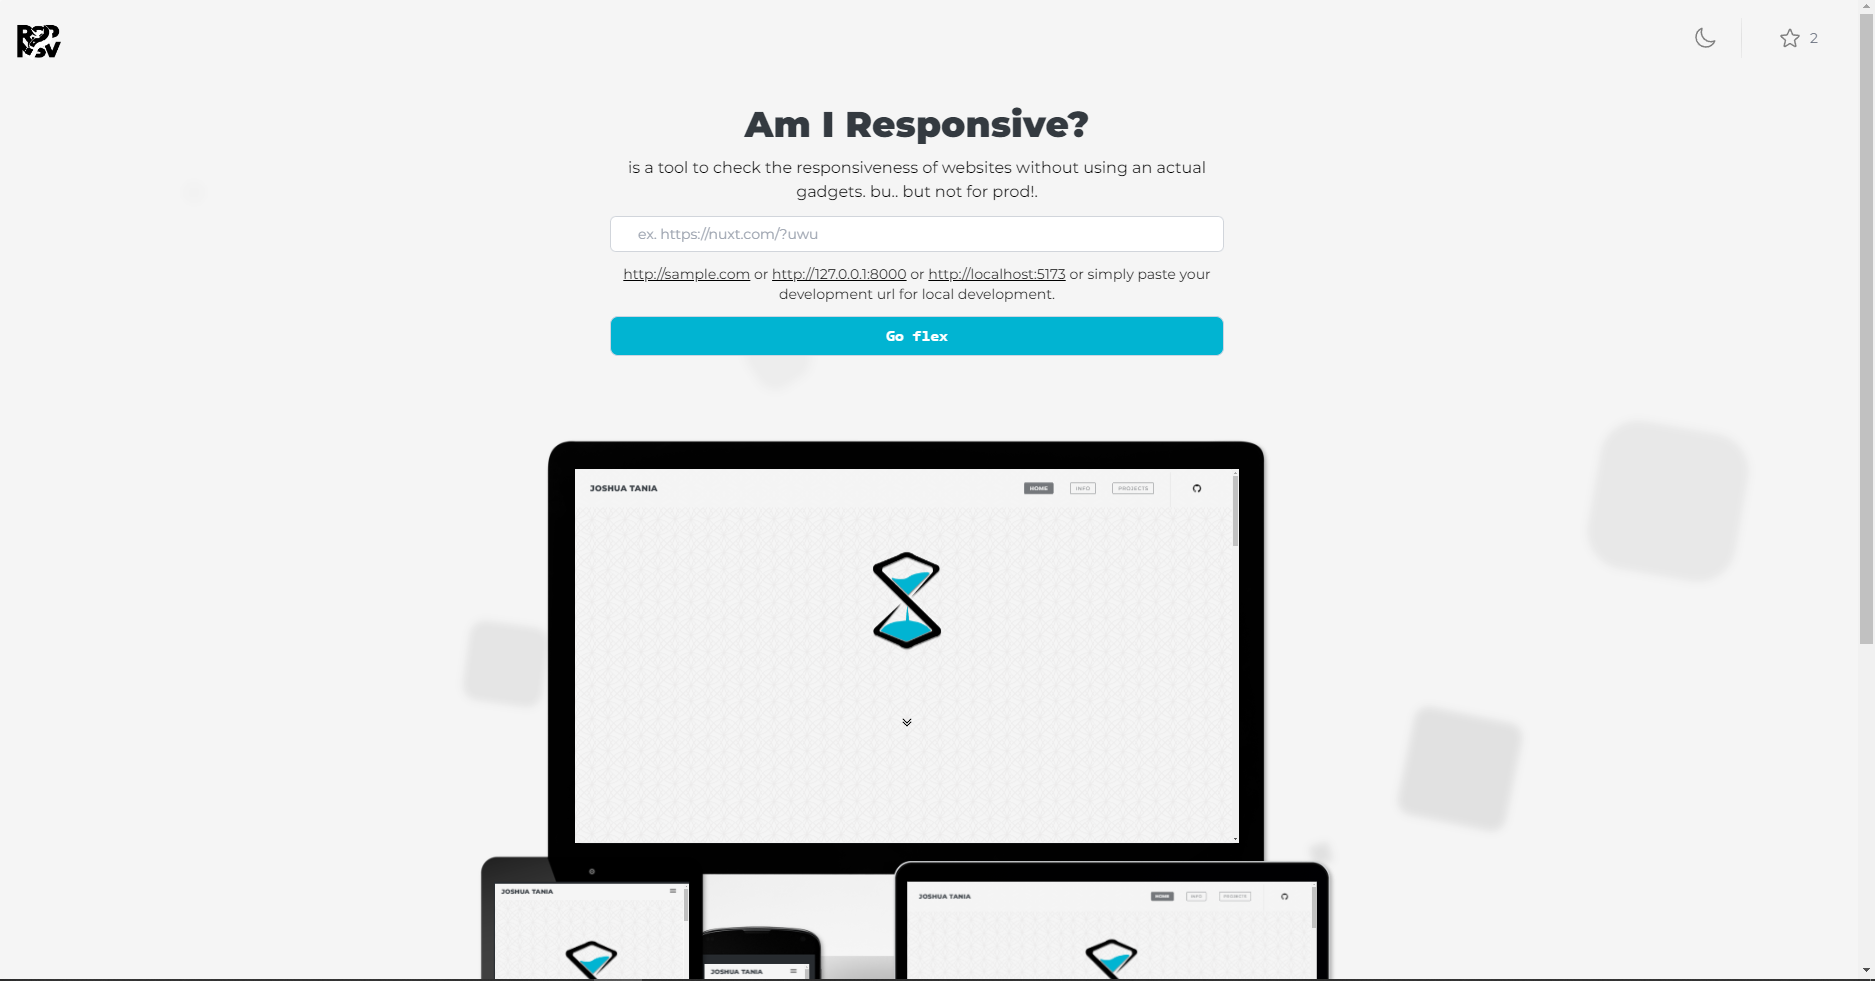 2
Am I Responsive?
is a tool to check the responsiveness of websites without using an actual
gadgets. bu.. but not for prod!.
ex. https://nuxt.com/?uwu
http://sample.com or http://127.0.0.1:8000 or http://localhost:5173 or simply paste your
development url for local development.
Go flex
JOSHUA TANIA
HOME INFO PROJECTS
JOSHUA TANIA
JOSHUA TANIA
JOSHUA TANIA
HOME INFO PROJECTS